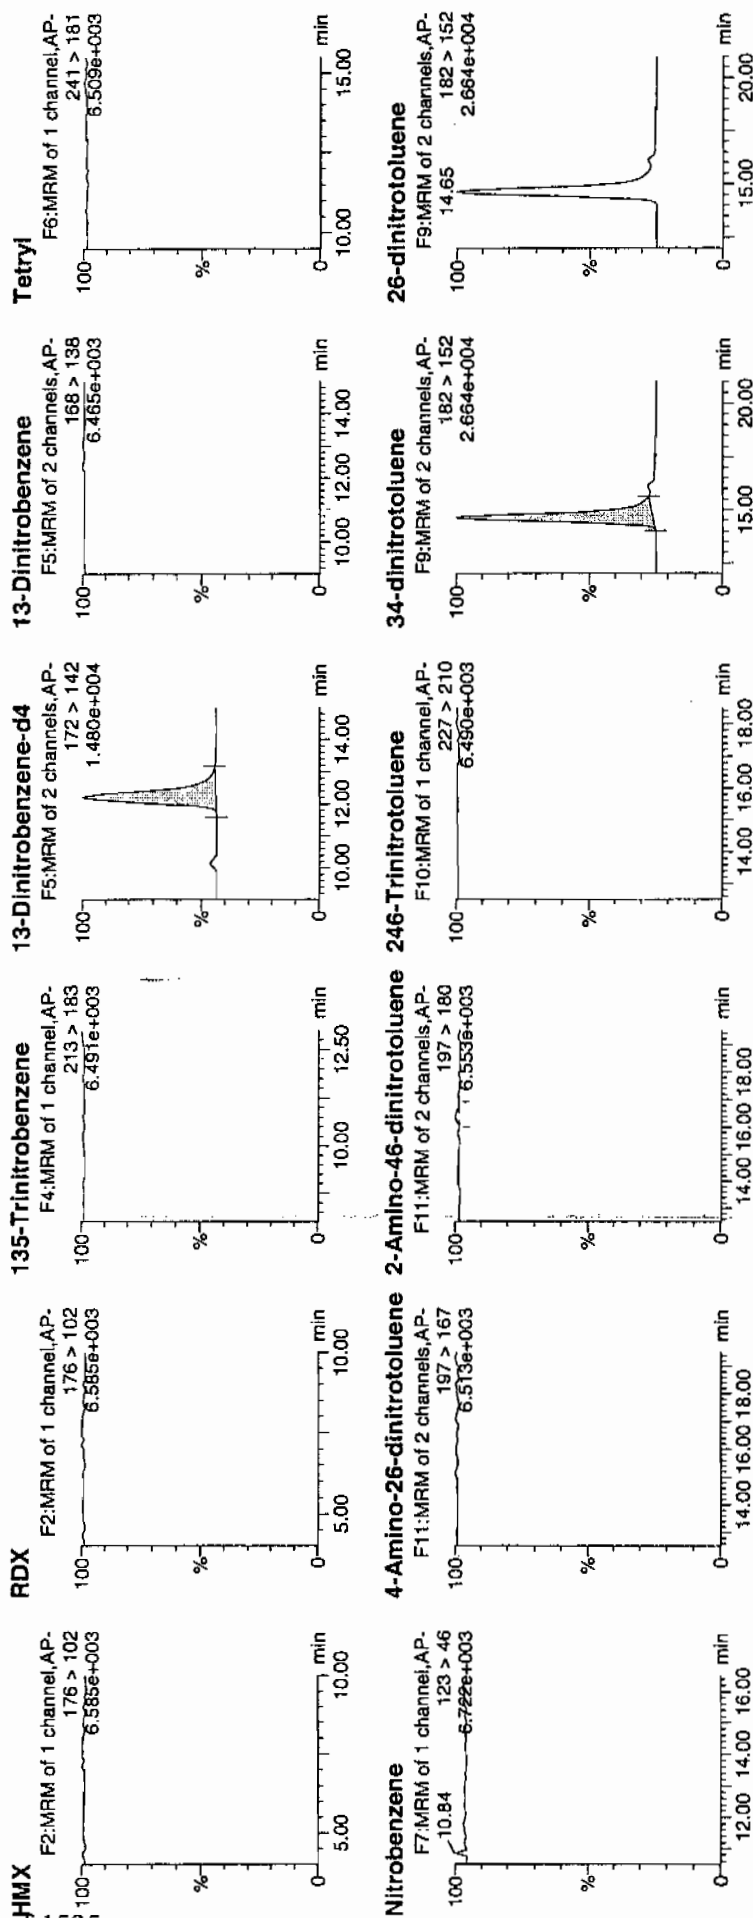 HMX
F2:MRM of 1 channel,AP-
176 > 102
6.585e+003
100
%
0
5.00
10.00
min
RDX
F2:MRM of 1 channel,AP-
176 > 102
6.585e+003
100
%
0
5.00
10.00
min
135-Trinitrobenzene
F4:MRM of 1 channel,AP-
213 > 183
6.491e+003
100
%
0
10.00
12.50
min
13-Dinitrobenzene-d4
F5:MRM of 2 channels,AP-
172 > 142
1.480e+004
100
%
0
10.00
12.00
14.00
min
13-Dinitrobenzene
F5:MRM of 2 channels,AP-
168 > 138
6.465e+003
100
%
0
10.00
12.00
14.00
min
Tetryl
F6:MRM of 1 channel,AP-
241 > 181
6.509e+003
100
%
0
10.00
15.00
min
Nitrobenzene
F7:MRM of 1 channel,AP-
10.84
123 > 46
6.722e+003
100
%
0
12.00
14.00
16.00
min
4-Amino-26-dinitrotoluene
F11:MRM of 2 channels,AP-
197 > 167
6.513e+003
100
%
0
14.00
16.00
18.00
min
2-Amino-46-dinitrotoluene
F11:MRM of 2 channels,AP-
197 > 180
6.553e+003
100
%
0
14.00
16.00
18.00
min
246-Trinitrotoluene
F10:MRM of 1 channel,AP-
227 > 210
6.490e+003
100
%
0
14.00
16.00
18.00
min
34-dinitrotoluene
F9:MRM of 2 channels,AP-
182 > 152
2.664e+004
100
%
0
15.00
20.00
min
26-dinitrotoluene
F9:MRM of 2 channels,AP-
14.65
182 > 152
2.664e+004
100
%
0
15.00
20.00
min